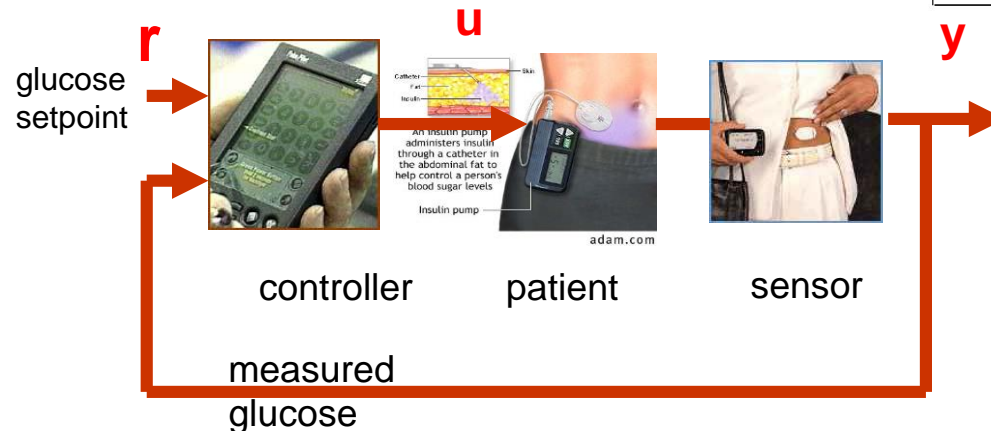 r
u
y
glucose
setpoint
Catheter
Skin
Fat
Insulin
An insulin pump
administers insulin
through a catheter in
the abdominal fat to
help control a person's
blood sugar levels
Insulin pump
adam.com
controller
patient
sensor
measured
glucose